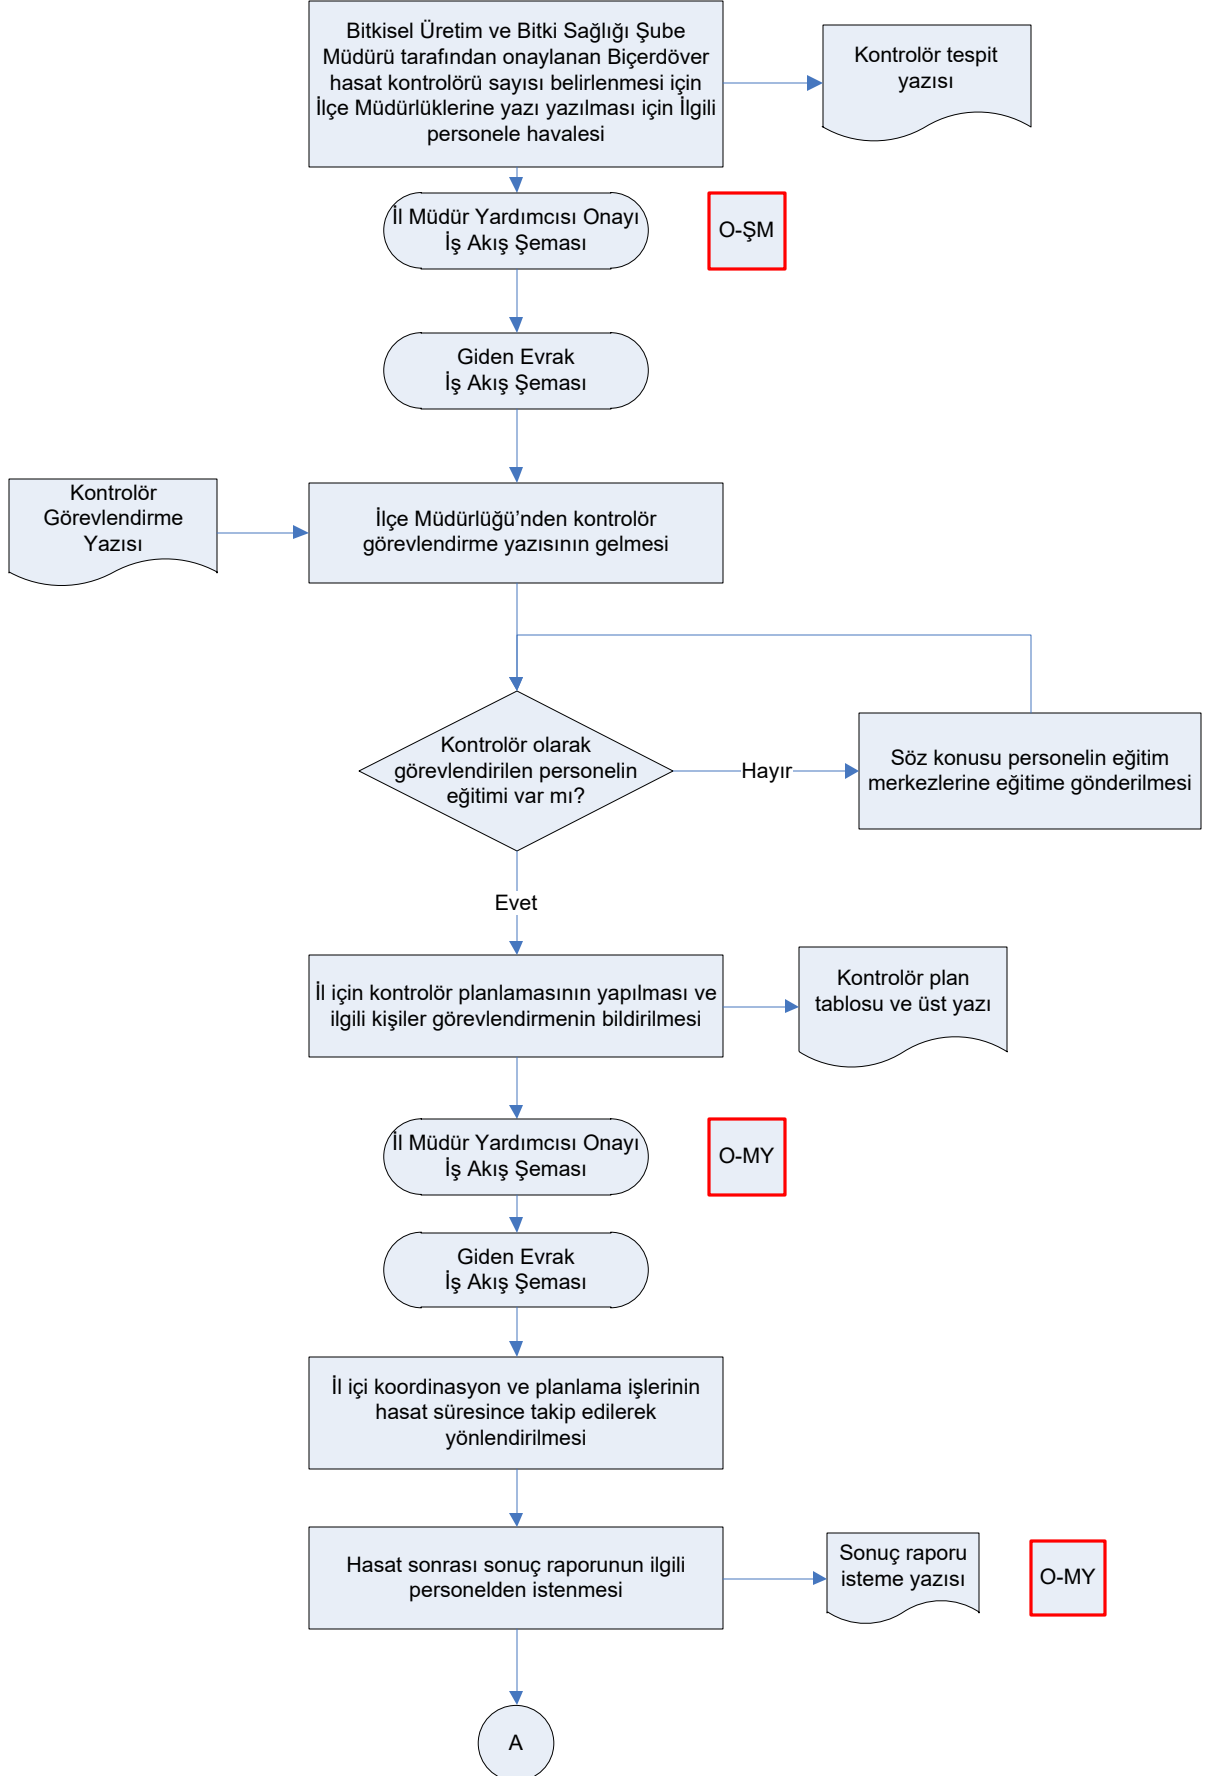 Bitkisel Üretim ve Bitki Sağlığı Şube
Müdürü tarafından onaylanan Biçerdöver
hasat kontrolörü sayısı belirlenmesi için
İlçe Müdürlüklerine yazı yazılması için İlgili
personele havalesi
Kontrolör tespit
yazısı
İl Müdür Yardımcısı Onayı
İş Akış Şeması
O-ŞM
Giden Evrak
İş Akış Şeması
Kontrolör
Görevlendirme
Yazısı
İlçe Müdürlüğü’nden kontrolör
görevlendirme yazısının gelmesi
Kontrolör olarak
görevlendirilen personelin
eğitimi var mı?
Hayır
Söz konusu personelin eğitim
merkezlerine eğitime gönderilmesi
Evet
İl için kontrolör planlamasının yapılması ve
ilgili kişiler görevlendirmenin bildirilmesi
Kontrolör plan
tablosu ve üst yazı
İl Müdür Yardımcısı Onayı
İş Akış Şeması
O-MY
Giden Evrak
İş Akış Şeması
İl içi koordinasyon ve planlama işlerinin
hasat süresince takip edilerek
yönlendirilmesi
Hasat sonrası sonuç raporunun ilgili
personelden istenmesi
Sonuç raporu
isteme yazısı
O-MY
A